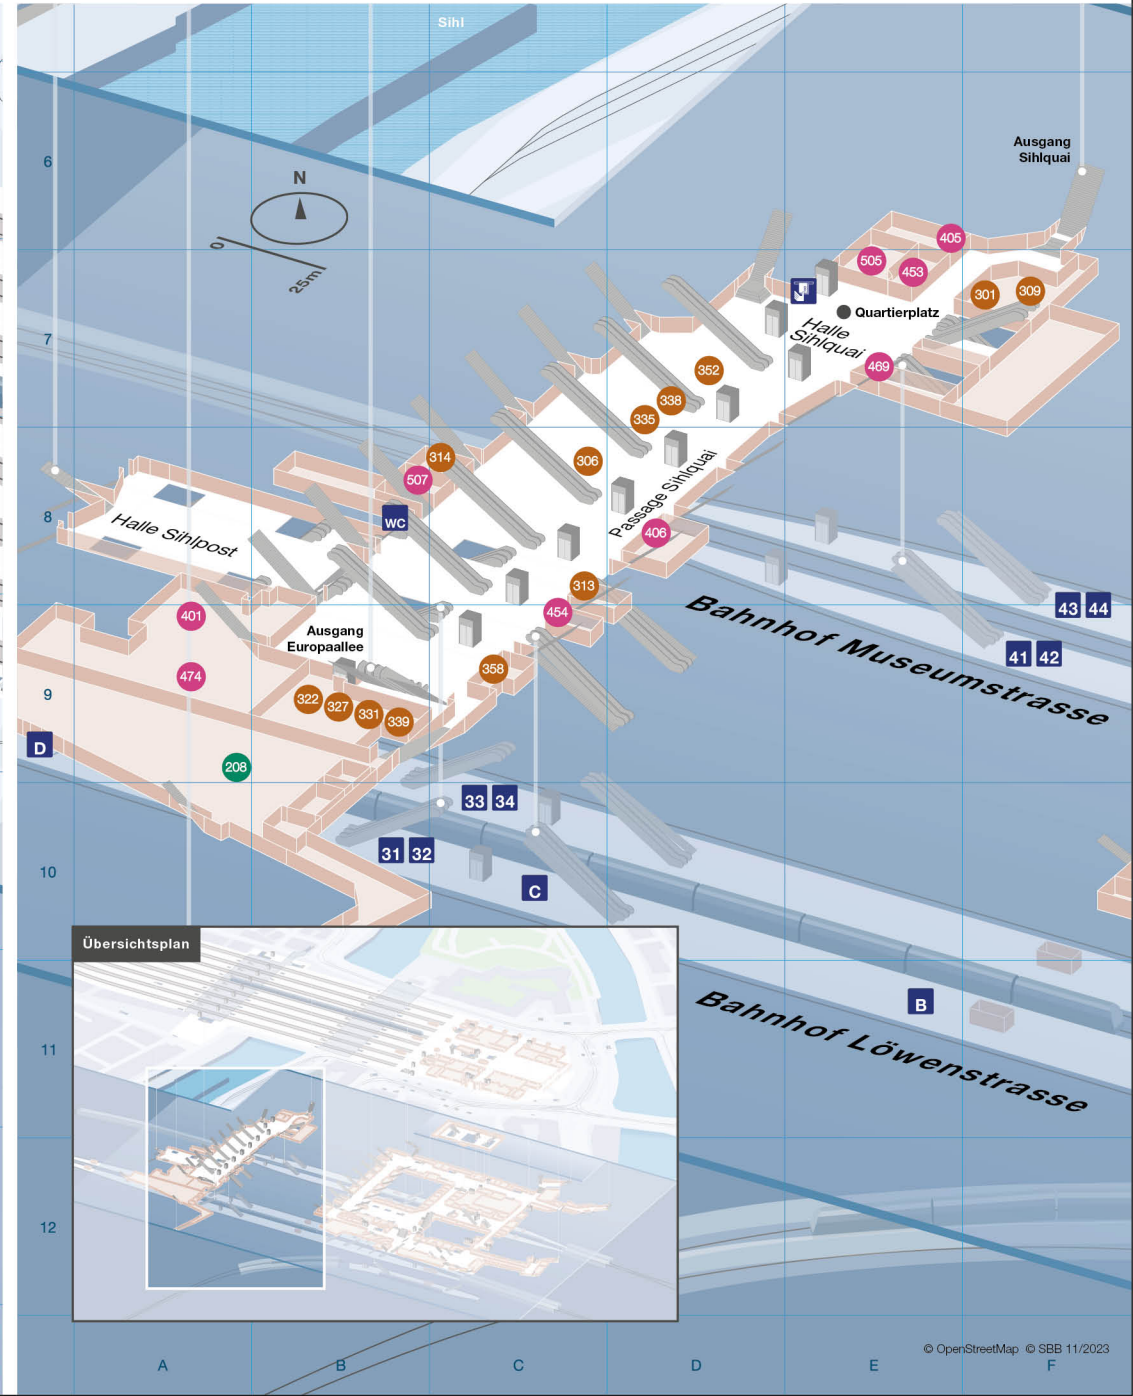 Sihl
Ausgang
Sihlquai
6
N
0
25m
405
505
453
301
309
Quartierplatz
Halle
Sihlquai
7
469
352
338
335
314
306
507
WC
8
Halle Sihlpost
Passage Sihlquai
406
313
454
401
Ausgang
Europaallee
Bahnhof Museumstrasse
43 44
41 42
474
358
9
322
327
331
339
D
208
33 34
31 32
10
C
Übersichtsplan
B
Bahnhof Löwenstrasse
11
12
© OpenStreetMap © SBB 11/2023
A
B
C
D
E
F